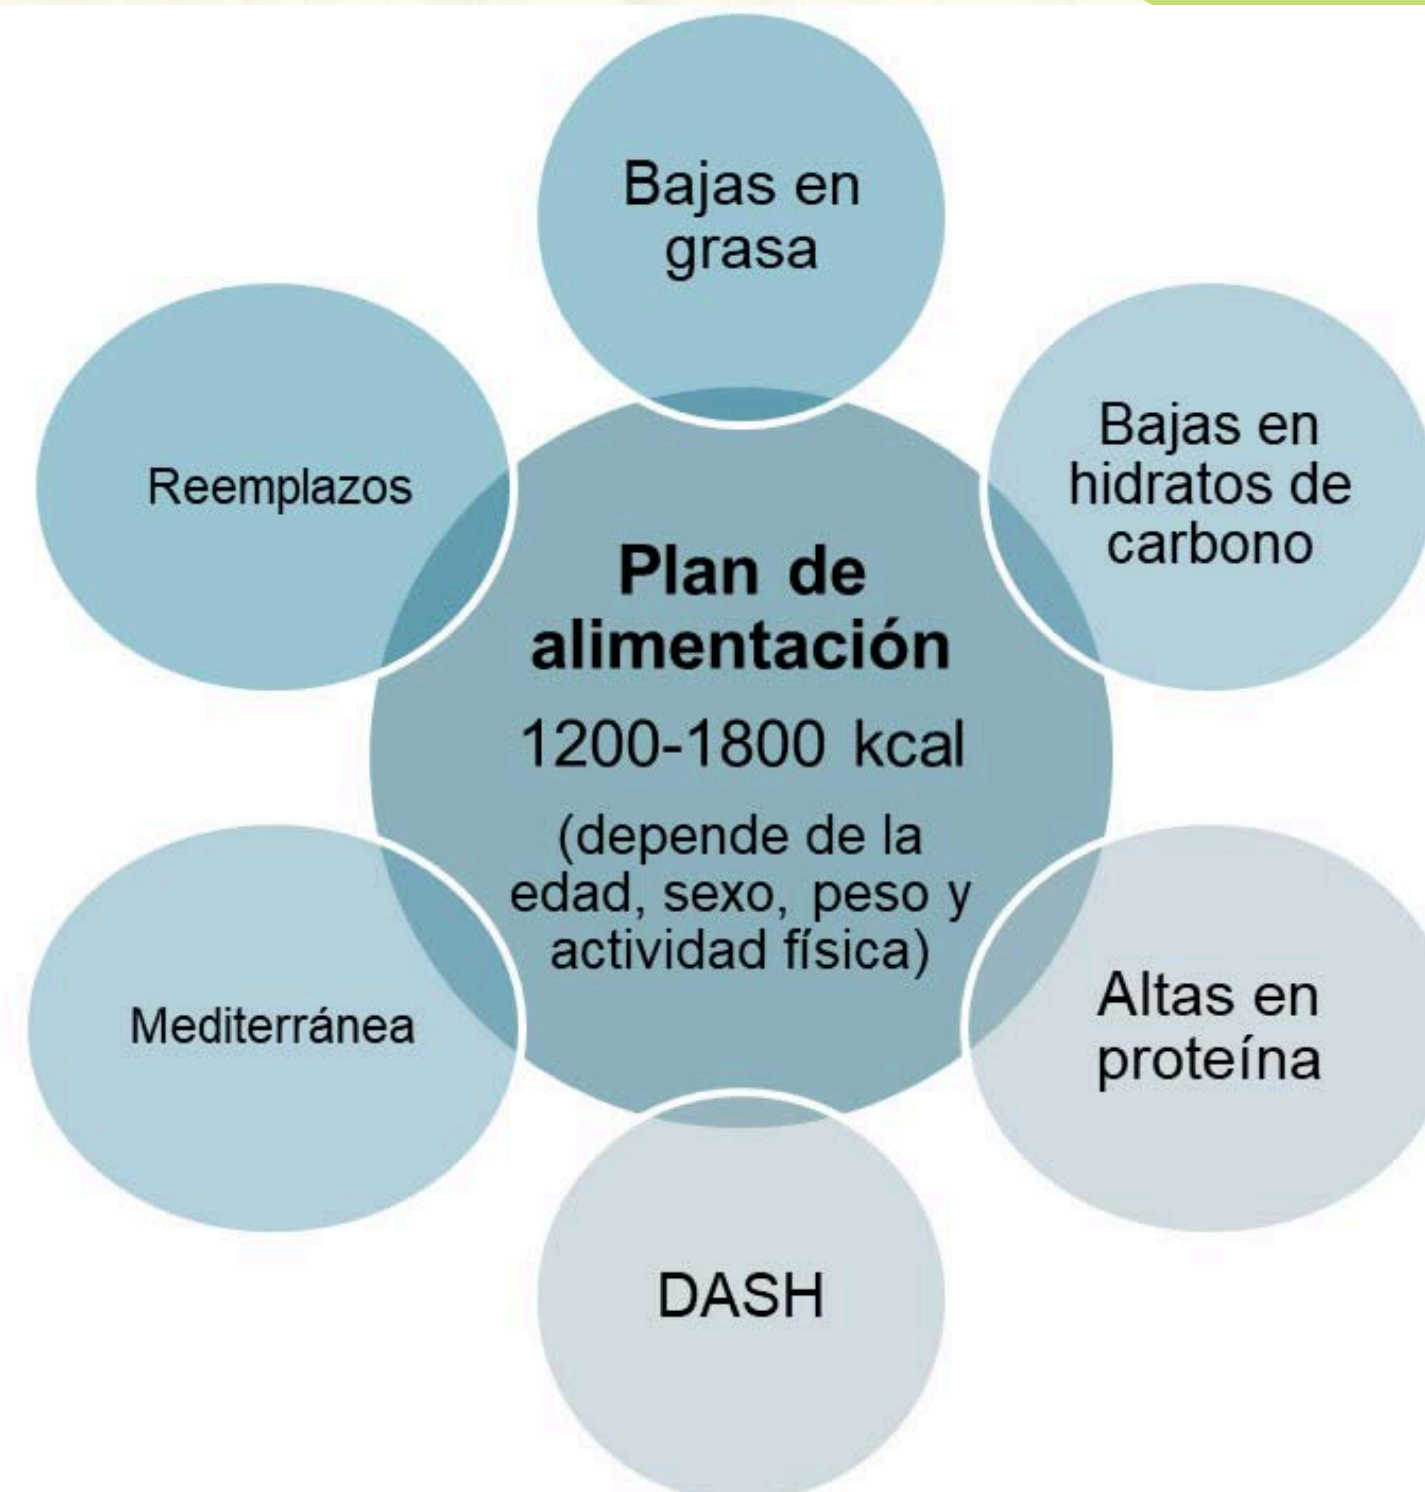 Bajas en
grasa
Bajas en
hidratos de
carbono
Altas en
proteína
DASH
Mediterránea
Reemplazos
Plan de
alimentación
1200-1800 kcal
(depende de la
edad, sexo, peso y
actividad física)